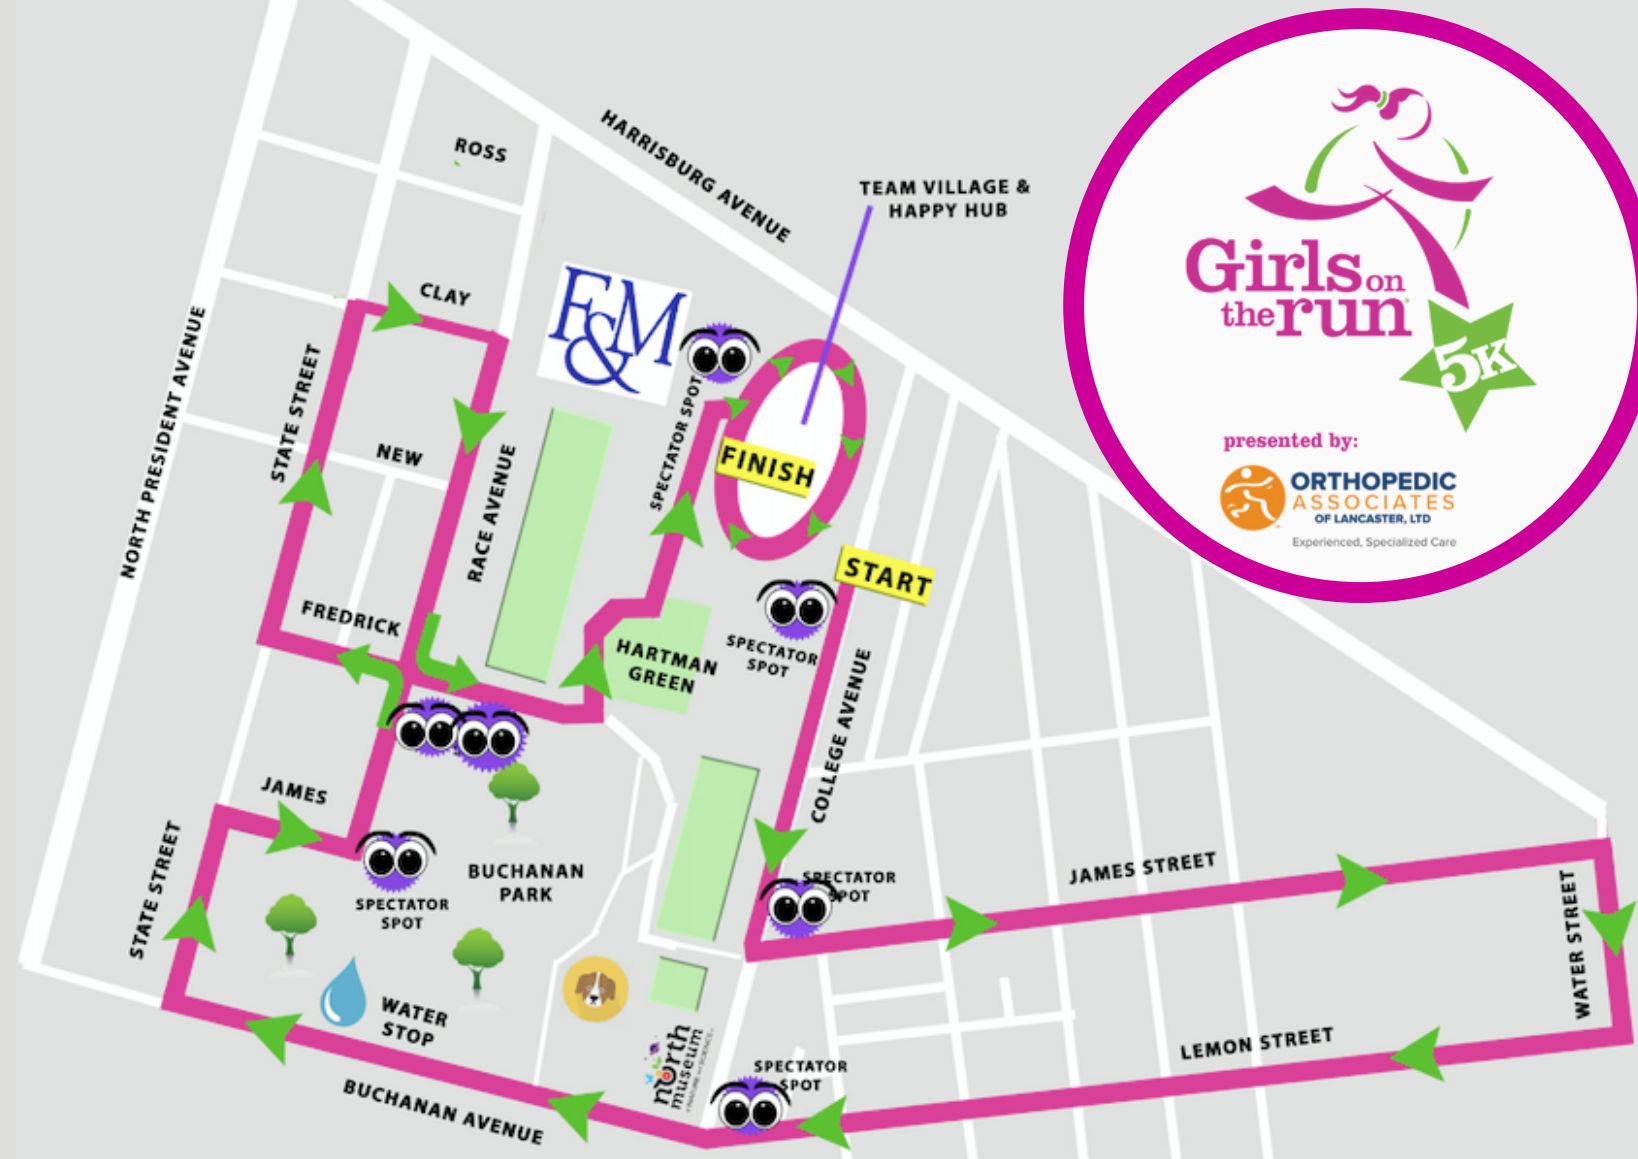 ROSS
HARRISBURG AVENUE
TEAM VILLAGE &
HAPPY HUB
Girls on
the run
5K
presented by:
ORTHOPEDIC
ASSOCIATES
OF LANCASTER, LTD
Experienced, Specialized Care
CLAY
F&M
NORTH PRESIDENT AVENUE
STATE STREET
NEW
RACE AVENUE
SPECTATOR SPOT
FINISH
START
FREDRICK
HARTMAN
GREEN
SPECTATOR
SPOT
COLLEGE AVENUE
JAMES
STATE STREET
BUCHANAN
PARK
SPECTATOR
SPOT
SPECTATOR
SPOT
JAMES STREET
WATER STREET
WATER
STOP
LEMON STREET
north
museum
SPECTATOR
SPOT
BUCHANAN AVENUE